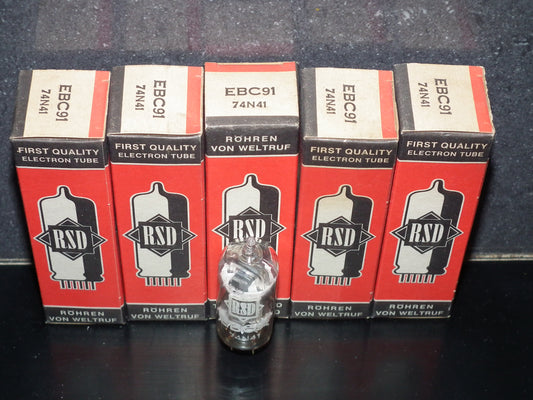 EBC91
74N41
FIRST QUALITY
ELECTRON TUBE
RSD
RÖHREN
VON WELTRUF
EBC91
74N41
FIRST QUALITY
ELECTRON TUBE
RSD
RÖHREN
VON WELTRUF
EBC91
74N41
RÖHREN
VON WELTRUF
RSD
RSD
EBC91
74N41
FIRST QUALITY
ELECTRON TUBE
RSD
RÖHREN
VON WELTRUF
EBC91
74N41
FIRST QUALITY
ELECTRON TUBE
RSD
RÖHREN
VON WELTRUF